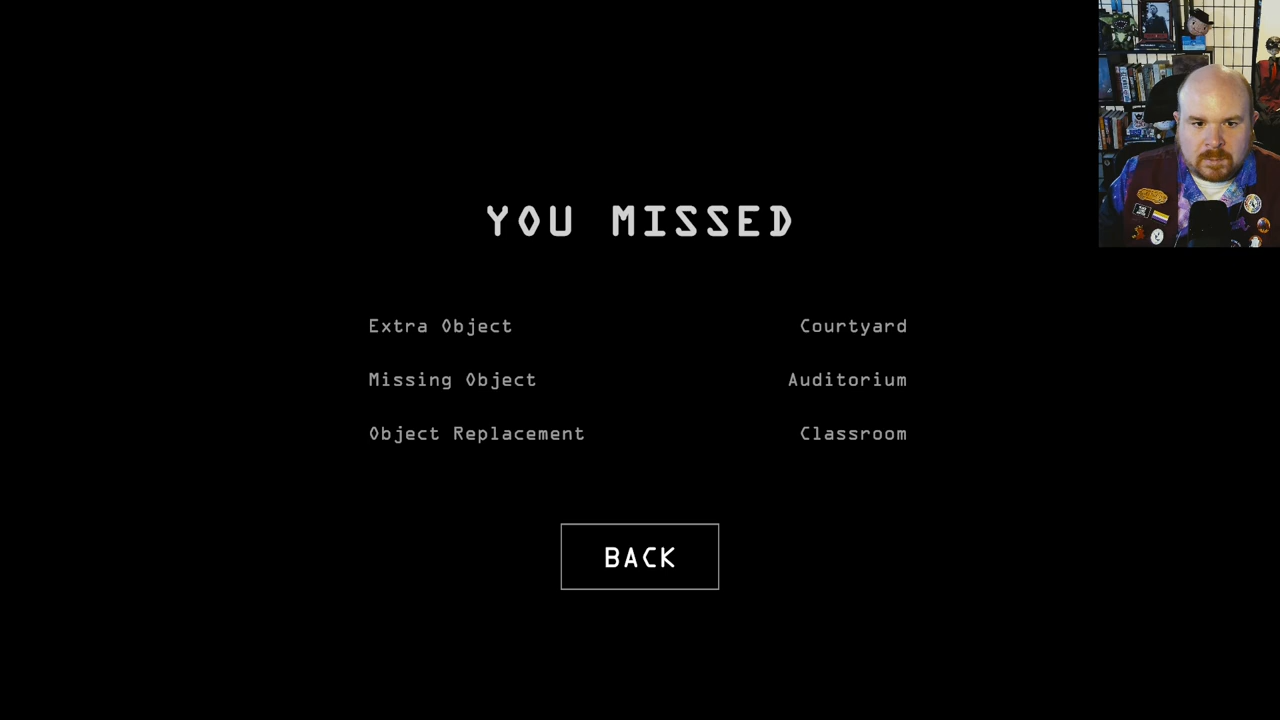 YOU MISSED
Extra Object Courtyard
Missing Object Auditorium
Object Replacement Classroom
BACK